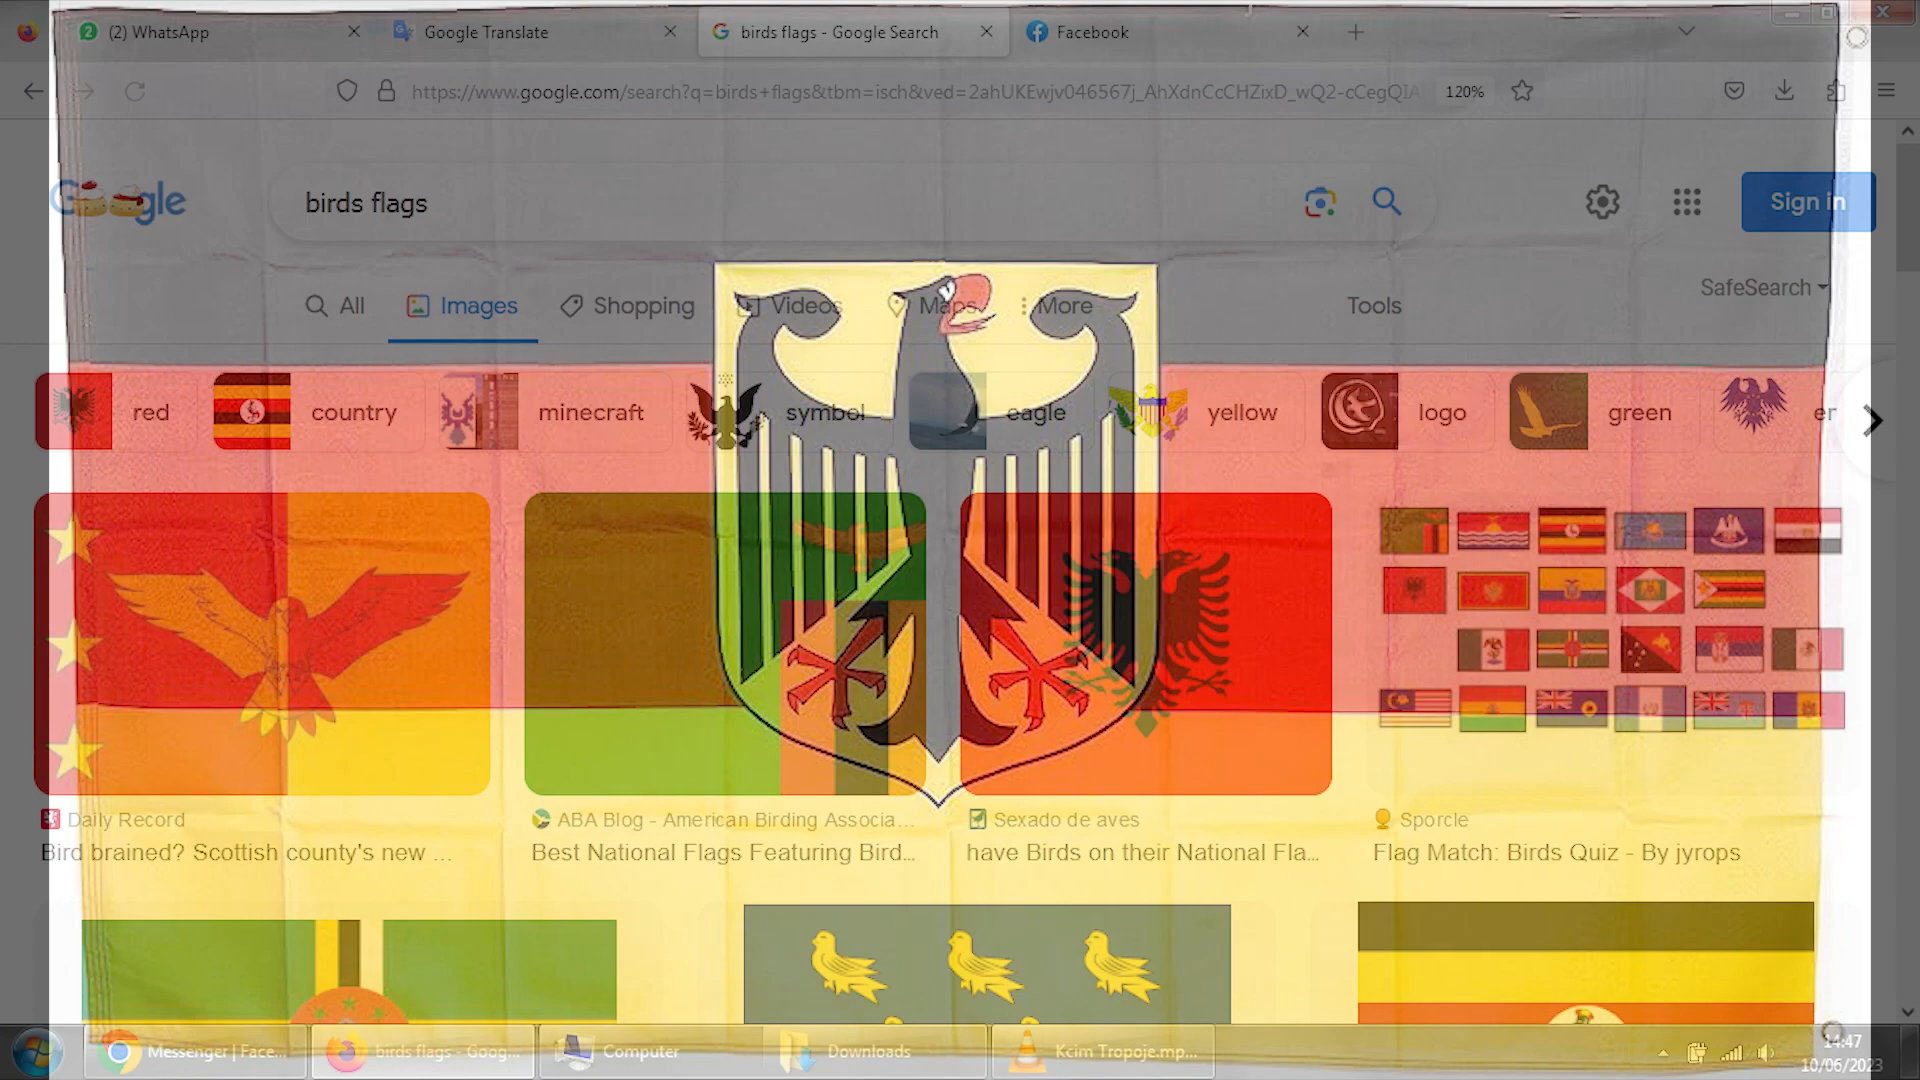 (2) WhatsApp
Google Translate
birds flags - Google Search
Facebook
https://www.google.com/search?q=birds+flags&tbm=isch&ved=2ahUKEwjv046567j_AhXdnCcCHZixD_wQ2-cCegQIA
120%
Google
birds flags
Sign in
All
Images
Shopping
Videos
Maps
More
Tools
SafeSearch
red
country
minecraft
symbol
eagle
yellow
logo
green
er
Daily Record
ABA Blog - American Birding Associa...
Sexado de aves
Sporcle
Bird brained? Scottish county's new ...
Best National Flags Featuring Bird...
have Birds on their National Fla...
Flag Match: Birds Quiz - By jyrops
Messenger | Face...
birds flags - Goog...
Computer
Downloads
Kcim Tropoje.mp...
14:47
10/06/2023